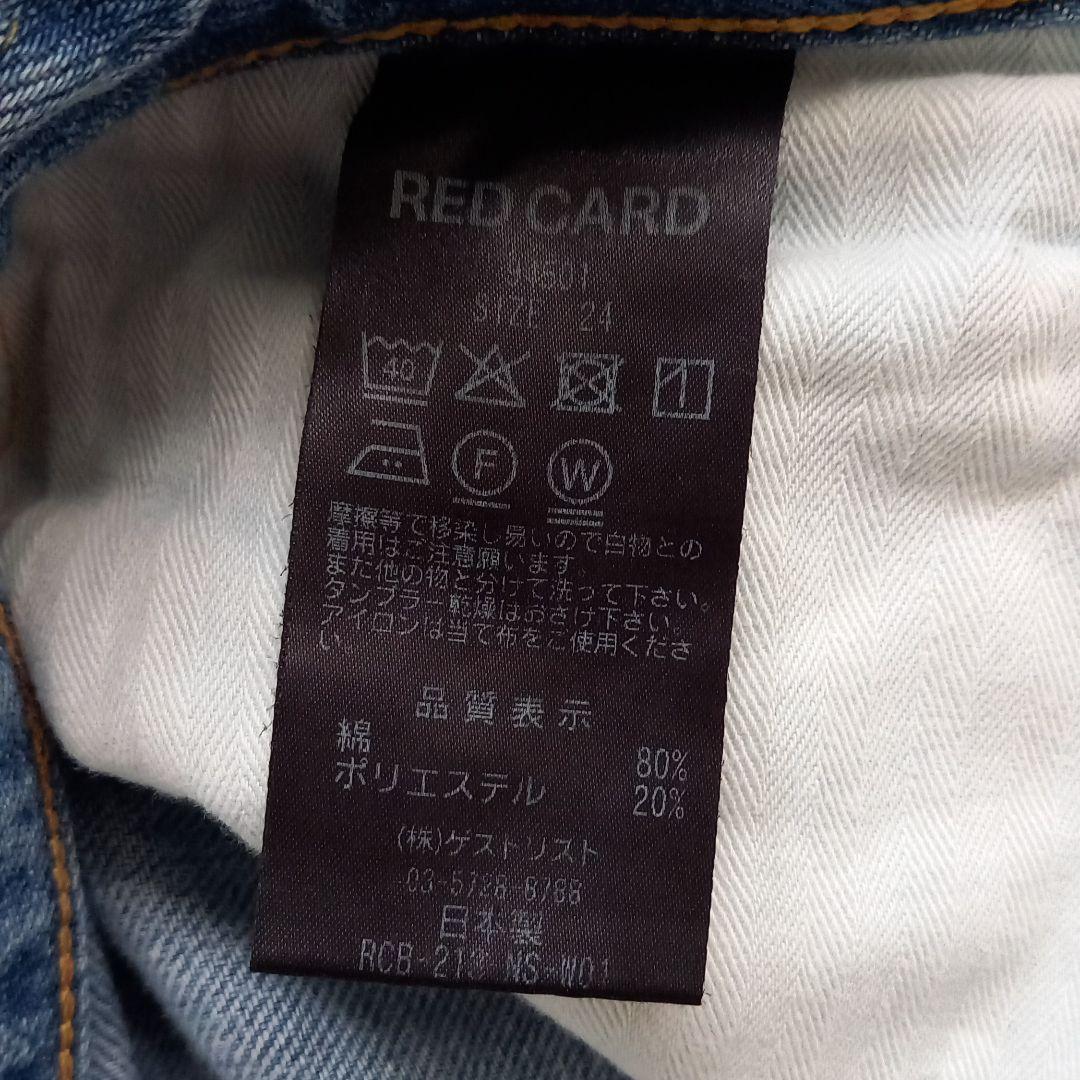 RED CARD
SIZE 24
40
F
W
摩擦等で移染し易いので白物との
着用はご注意願います。
また他の物と分けて洗って下さい。
タンブラー乾燥はおさけ下さい。
アイロンは当て布をご使用くださ
い
品質表示
綿 80%
ポリエステル 20%
(株)ゲストリスト
日本製
RCB-213 NS-W01